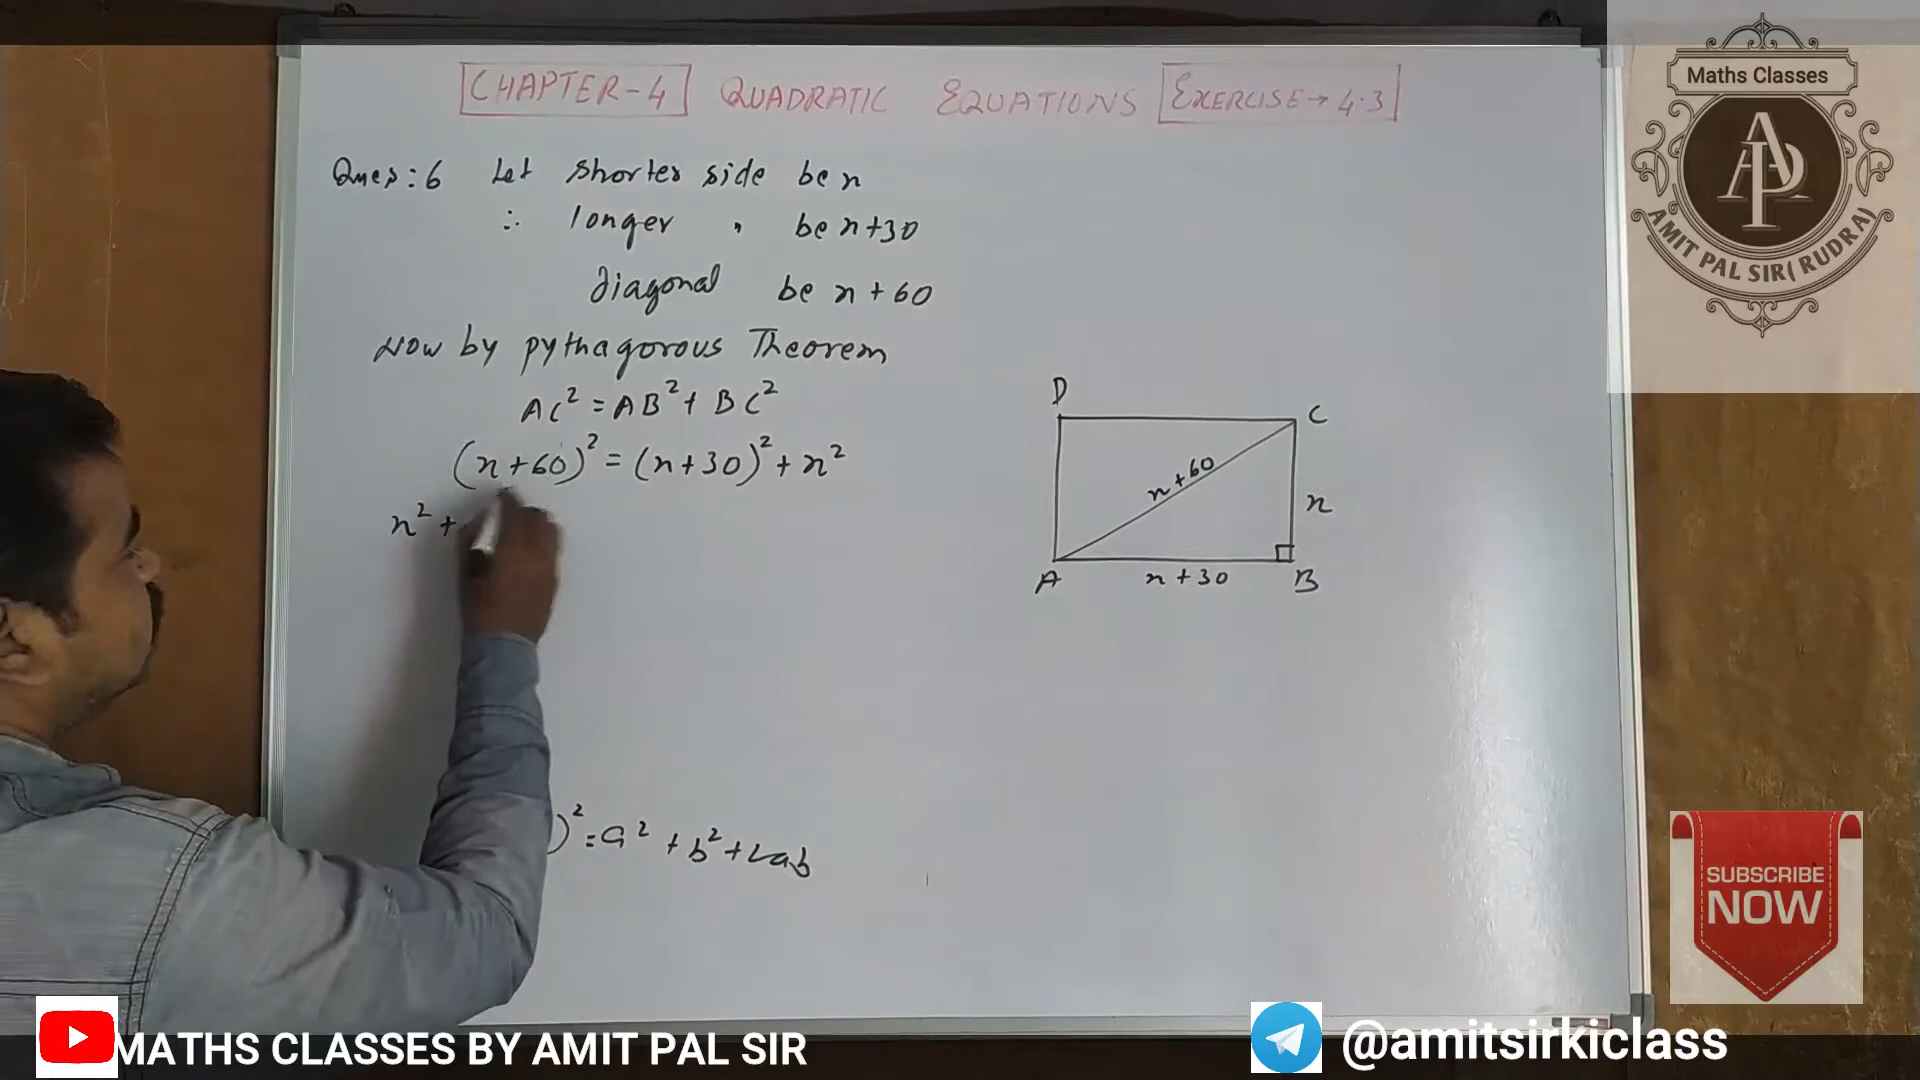 CHAPTER-4 QUADRATIC EQUATIONS EXERCISE → 4.3
Ques: 6 Let shorter side be x
∴ longer " be x+30
diagonal be x + 60
Now by pythagorous Theorem
AC² = AB² + BC²
(x+60)² = (x+30)² + x²
x² +
)² = a² + b² + 2ab
D
C
x+60
x
A
x + 30
B
Maths Classes
AP
AMIT PAL SIR( RUDRA)
SUBSCRIBE
NOW
MATHS CLASSES BY AMIT PAL SIR
@amitsirkiclass